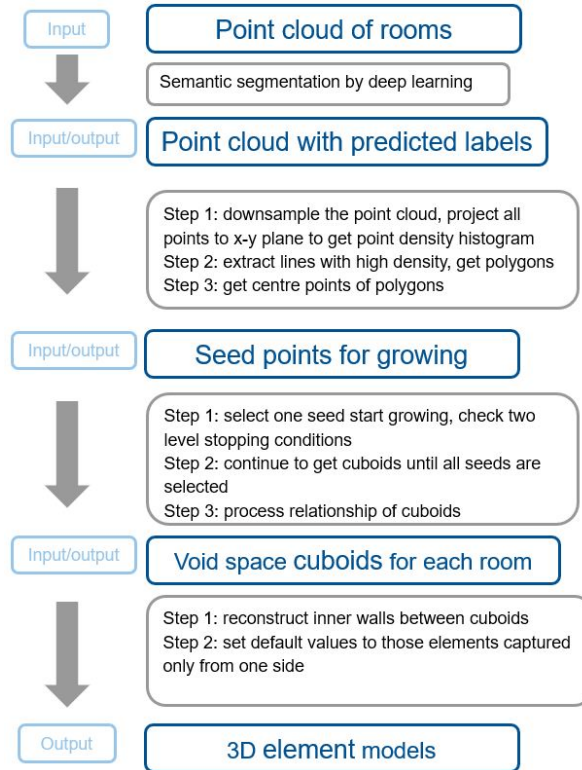 Input
Point cloud of rooms
Semantic segmentation by deep learning
Input/output
Point cloud with predicted labels
Step 1: downsample the point cloud, project all
points to x-y plane to get point density histogram
Step 2: extract lines with high density, get polygons
Step 3: get centre points of polygons
Input/output
Seed points for growing
Step 1: select one seed start growing, check two
level stopping conditions
Step 2: continue to get cuboids until all seeds are
selected
Step 3: process relationship of cuboids
Input/output
Void space cuboids for each room
Step 1: reconstruct inner walls between cuboids
Step 2: set default values to those elements captured
only from one side
Output
3D element models